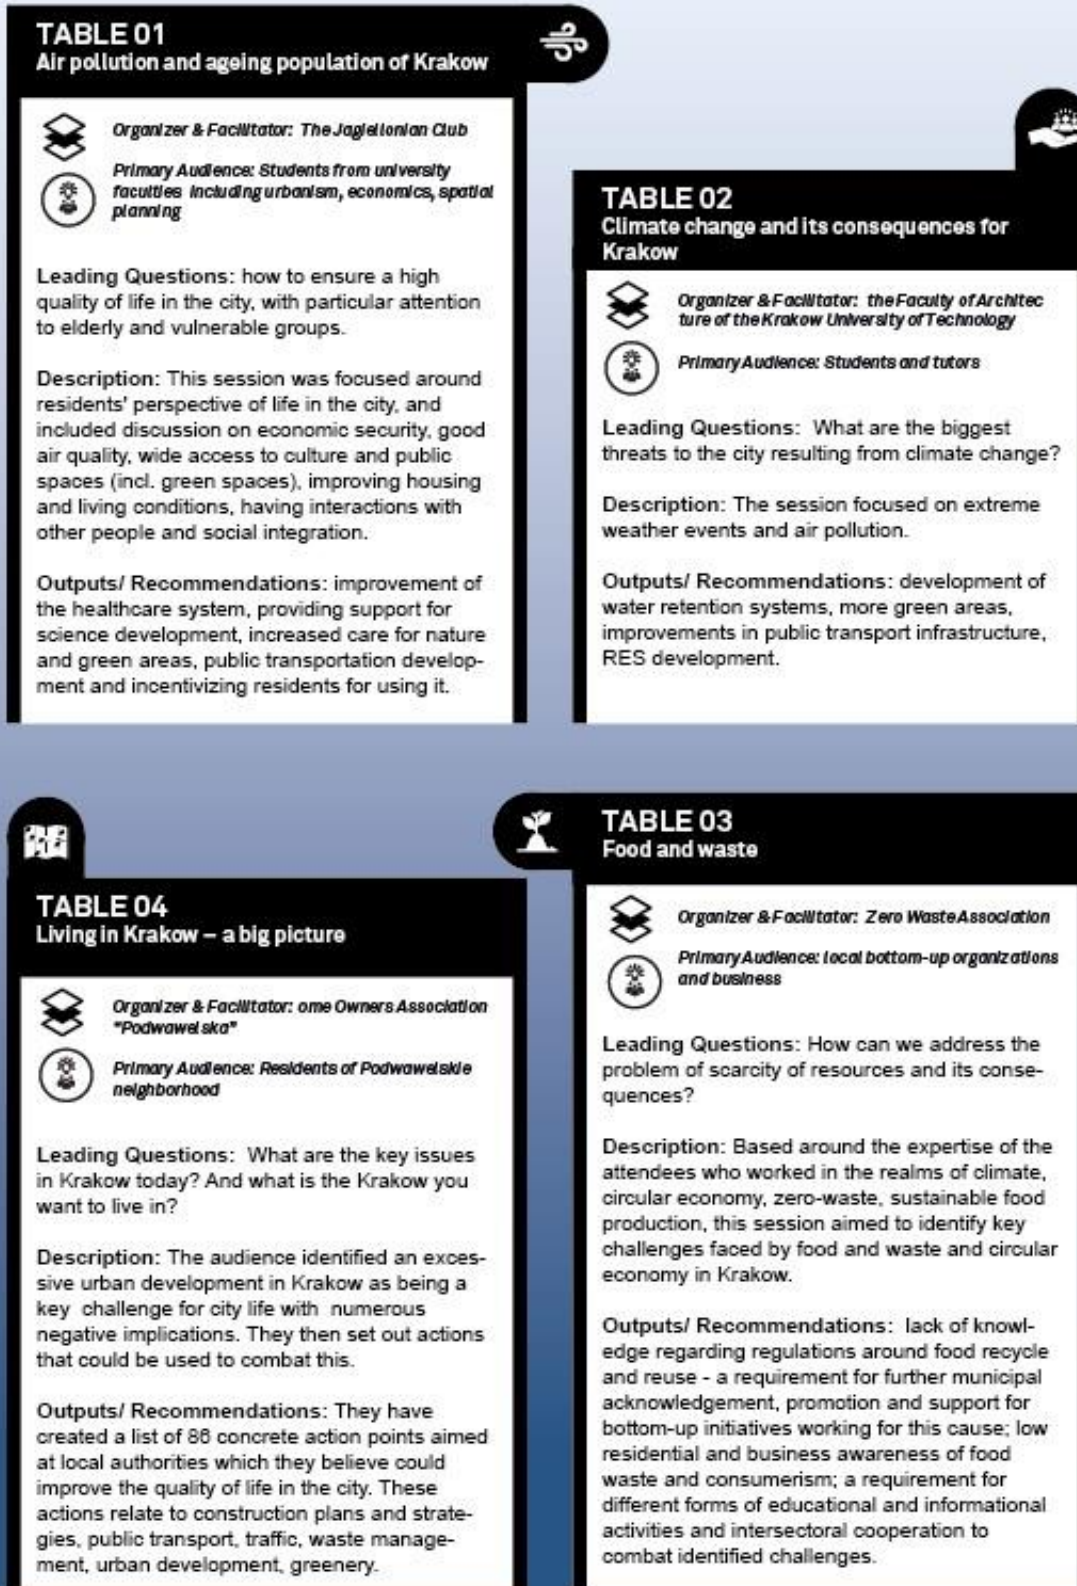 TABLE 01
Air pollution and ageing population of Krakow
Organizer & Facilitator: The Jagiellonian Club
Primary Audience: Students from university
faculties including urbanism, economics, spatial
planning
Leading Questions: how to ensure a high
quality of life in the city, with particular attention
to elderly and vulnerable groups.
Description: This session was focused around
residents' perspective of life in the city, and
included discussion on economic security, good
air quality, wide access to culture and public
spaces (incl. green spaces), improving housing
and living conditions, having interactions with
other people and social integration.
Outputs/ Recommendations: improvement of
the healthcare system, providing support for
science development, increased care for nature
and green areas, public transportation develop-
ment and incentivizing residents for using it.
TABLE 02
Climate change and its consequences for
Krakow
Organizer & Facilitator: the Faculty of Architec
ture of the Krakow University of Technology
Primary Audience: Students and tutors
Leading Questions: What are the biggest
threats to the city resulting from climate change?
Description: The session focused on extreme
weather events and air pollution.
Outputs/ Recommendations: development of
water retention systems, more green areas,
improvements in public transport infrastructure,
RES development.
TABLE 03
Food and waste
Organizer & Facilitator: Zero Waste Association
Primary Audience: local bottom-up organizations
and business
Leading Questions: How can we address the
problem of scarcity of resources and its conse-
quences?
Description: Based around the expertise of the
attendees who worked in the realms of climate,
circular economy, zero-waste, sustainable food
production, this session aimed to identify key
challenges faced by food and waste and circular
economy in Krakow.
Outputs/ Recommendations: lack of knowl-
edge regarding regulations around food recycle
and reuse - a requirement for further municipal
acknowledgement, promotion and support for
bottom-up initiatives working for this cause; low
residential and business awareness of food
waste and consumerism; a requirement for
different forms of educational and informational
activities and intersectoral cooperation to
combat identified challenges.
TABLE 04
Living in Krakow – a big picture
Organizer & Facilitator: ome Owners Association
"Podwawelska"
Primary Audience: Residents of Podwawelskie
neighborhood
Leading Questions: What are the key issues
in Krakow today? And what is the Krakow you
want to live in?
Description: The audience identified an exces-
sive urban development in Krakow as being a
key challenge for city life with numerous
negative implications. They then set out actions
that could be used to combat this.
Outputs/ Recommendations: They have
created a list of 86 concrete action points aimed
at local authorities which they believe could
improve the quality of life in the city. These
actions relate to construction plans and strate-
gies, public transport, traffic, waste manage-
ment, urban development, greenery.